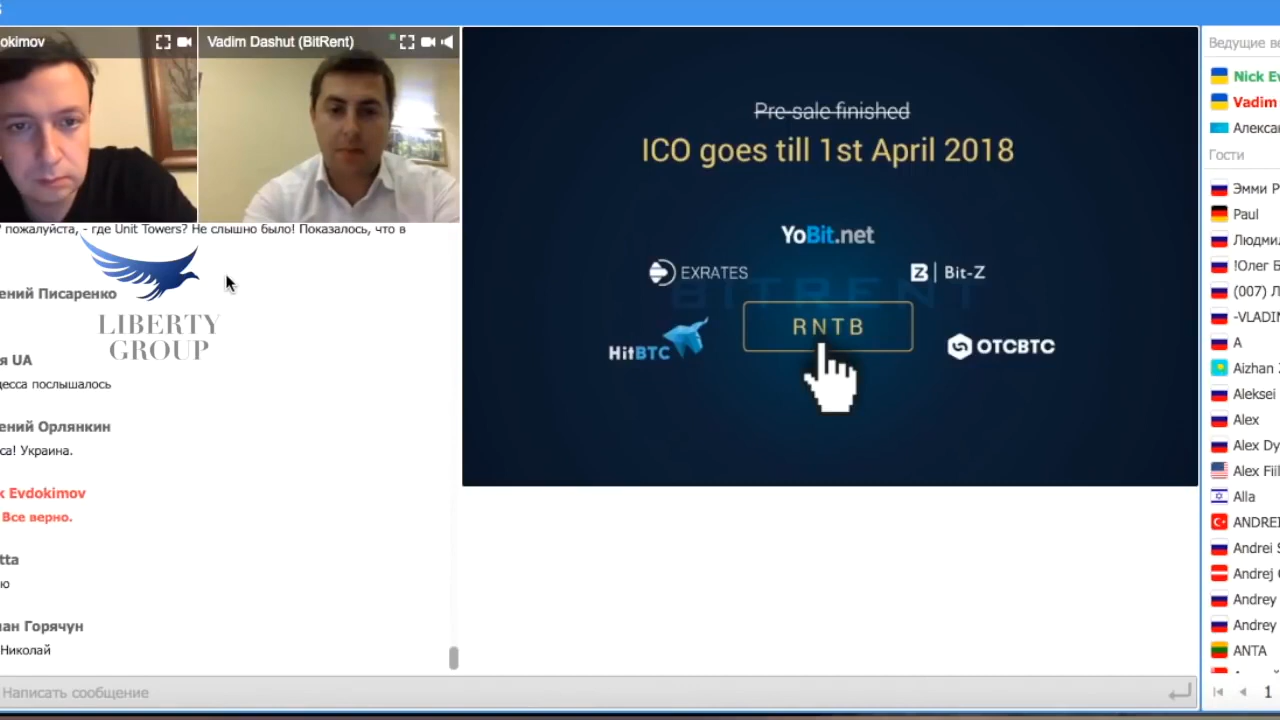 okimov
Vadim Dashut (BitRent)
пожалуйста, - где Unit Towers? Не слышно было! Показалось, что в
LIBERTY
GROUP
ений Писаренко
я UA
цесса послышалось
ений Орлянкин
са! Украина.
k Evdokimov
Все верно.
tta
ю
ан Горячун
Николай
Написать сообщение
Pre-sale finished
ICO goes till 1st April 2018
YoBit.net
EXRATES
Bit-Z
BITRENT
RNTB
HitBTC
OTCBTC
Ведущие ве
Nick Ev
Vadim
Алекса
Гости
Эмми Р
Paul
Людми
!Олег Б
(007) Л
-VLADIM
A
Aizhan
Aleksei
Alex
Alex Dy
Alex Fiil
Alla
ANDREI
Andrei S
Andrej
Andrey
Andrey
ANTA
1